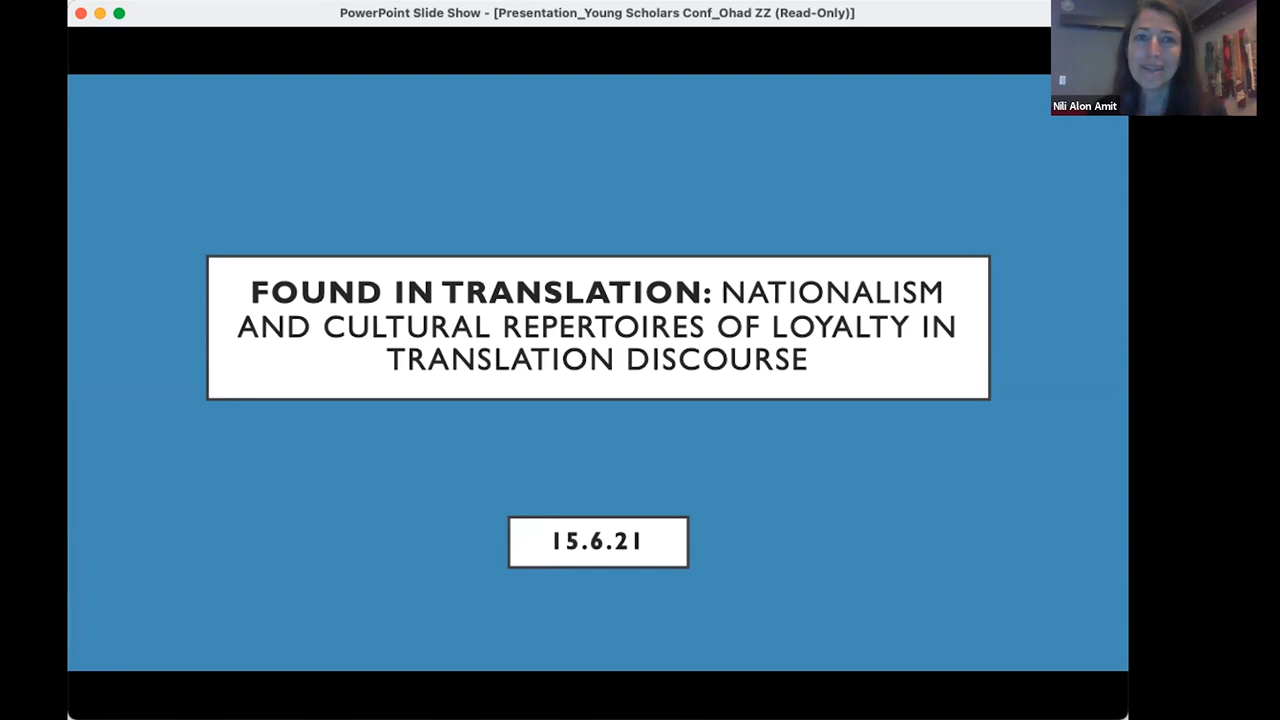 PowerPoint Slide Show - [Presentation_Young Scholars Conf_Ohad ZZ (Read-Only)]
Nili Alon Amit
FOUND IN TRANSLATION: NATIONALISM
AND CULTURAL REPERTOIRES OF LOYALTY IN
TRANSLATION DISCOURSE
15.6.21